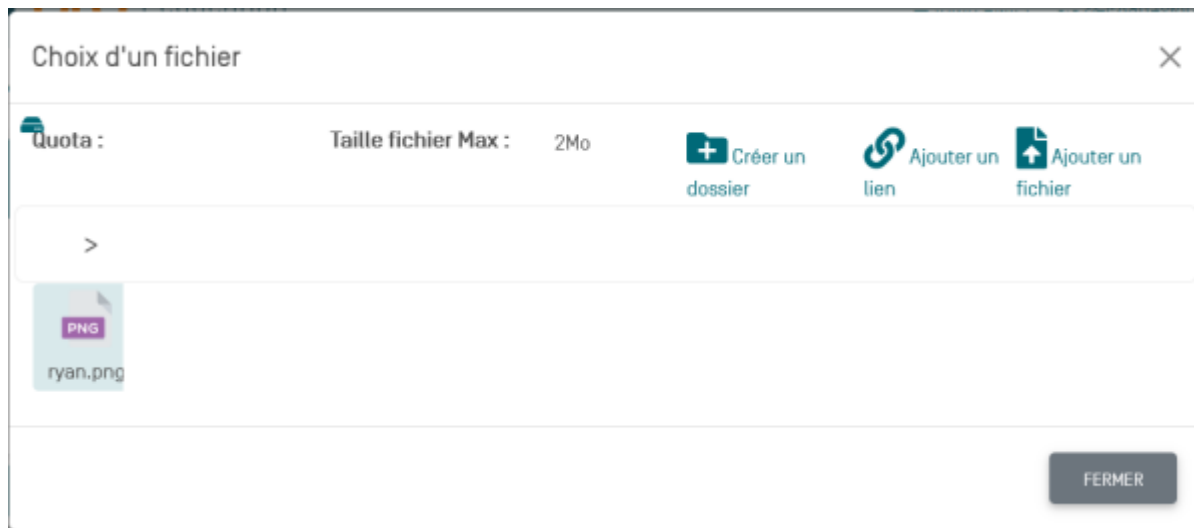 Choix d'un fichier
Quota :
Taille fichier Max :
2Mo
Créer un
dossier
Ajouter un
lien
Ajouter un
fichier
>
PNG
ryan.png
FERMER